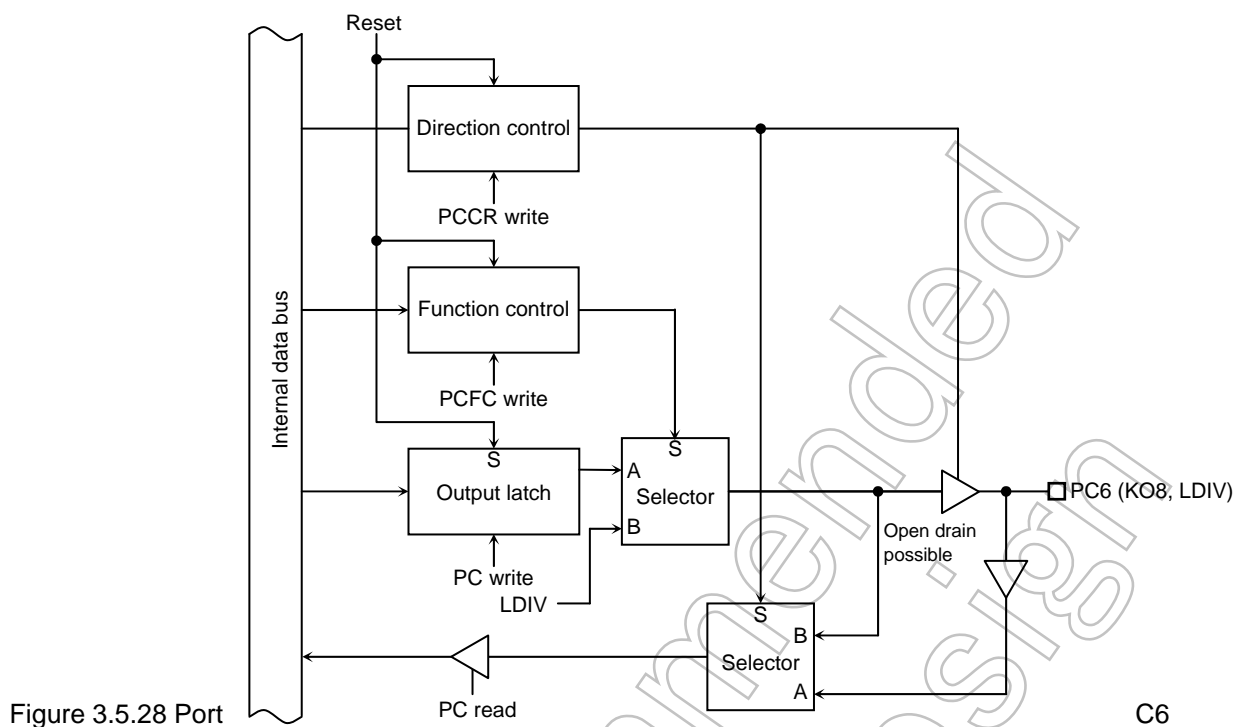 Reset
Direction control
PCCR write
Internal data bus
Function control
PCFC write
S
Output latch
PC write
S
A
Selector
B
LDIV
Open drain
possible
PC6 (KO8, LDIV)
S
B
Selector
A
PC read
Figure 3.5.28 Port C6